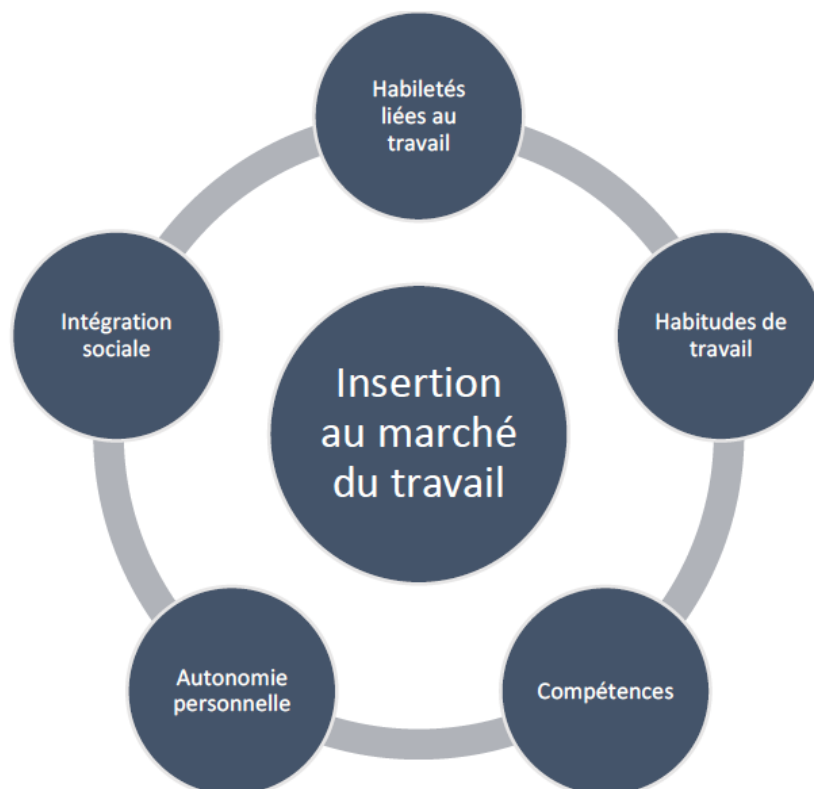 Habiletés
liées au
travail
Intégration
sociale
Habitudes de
travail
Insertion
au marché
du travail
Autonomie
personnelle
Compétences